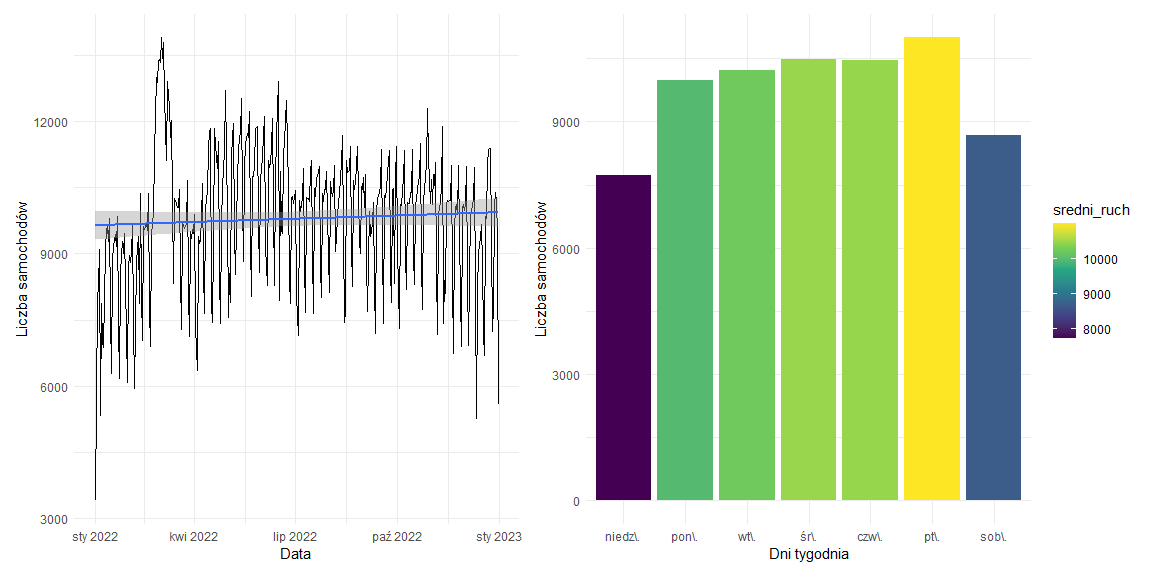 Liczba samochodów
12000
9000
6000
3000
sty 2022
kwi 2022
lip 2022
paź 2022
sty 2023
Data
Liczba samochodów
9000
6000
3000
0
niedz\.
pon\.
wt\.
śr\.
czw\.
pt\.
sob\.
Dni tygodnia
sredni_ruch
10000
9000
8000